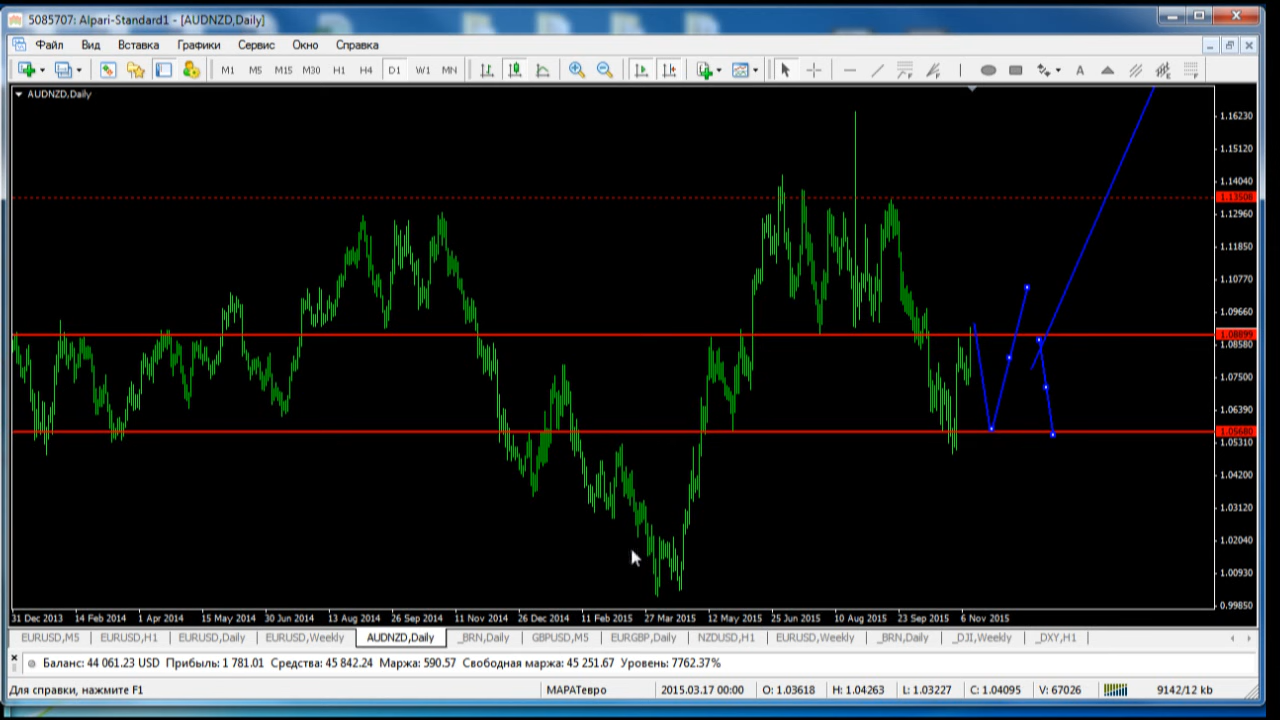 5085707: Alpari-Standard1 - [AUDNZD,Daily]
Файл Вид Вставка Графики Сервис Окно Справка
M1 M5 M15 M30 H1 H4 D1 W1 MN A
AUDNZD,Daily
1.16230
1.15120
1.14040
1.13508
1.12960
1.11850
1.10770
1.09660
1.08899
1.08580
1.07500
1.06390
1.05680
1.05310
1.04200
1.03120
1.02040
1.00930
0.99850
31 Dec 2013 14 Feb 2014 1 Apr 2014 15 May 2014 30 Jun 2014 13 Aug 2014 26 Sep 2014 11 Nov 2014 26 Dec 2014 11 Feb 2015 27 Mar 2015 12 May 2015 25 Jun 2015 10 Aug 2015 23 Sep 2015 6 Nov 2015
EURUSD,M5 EURUSD,H1 EURUSD,Daily EURUSD,Weekly AUDNZD,Daily _BRN,Daily GBPUSD,M5 EURGBP,Daily NZDUSD,H1 EURUSD,Weekly _BRN,Daily _DJI,Weekly _DXY,H1
Баланс: 44 061.23 USD Прибыль: 1 781.01 Средства: 45 842.24 Маржа: 590.57 Свободная маржа: 45 251.67 Уровень: 7762.37%
Для справки, нажмите F1 МАРАТевро 2015.03.17 00:00 O: 1.03618 H: 1.04263 L: 1.03227 C: 1.04095 V: 67026 9142/12 kb